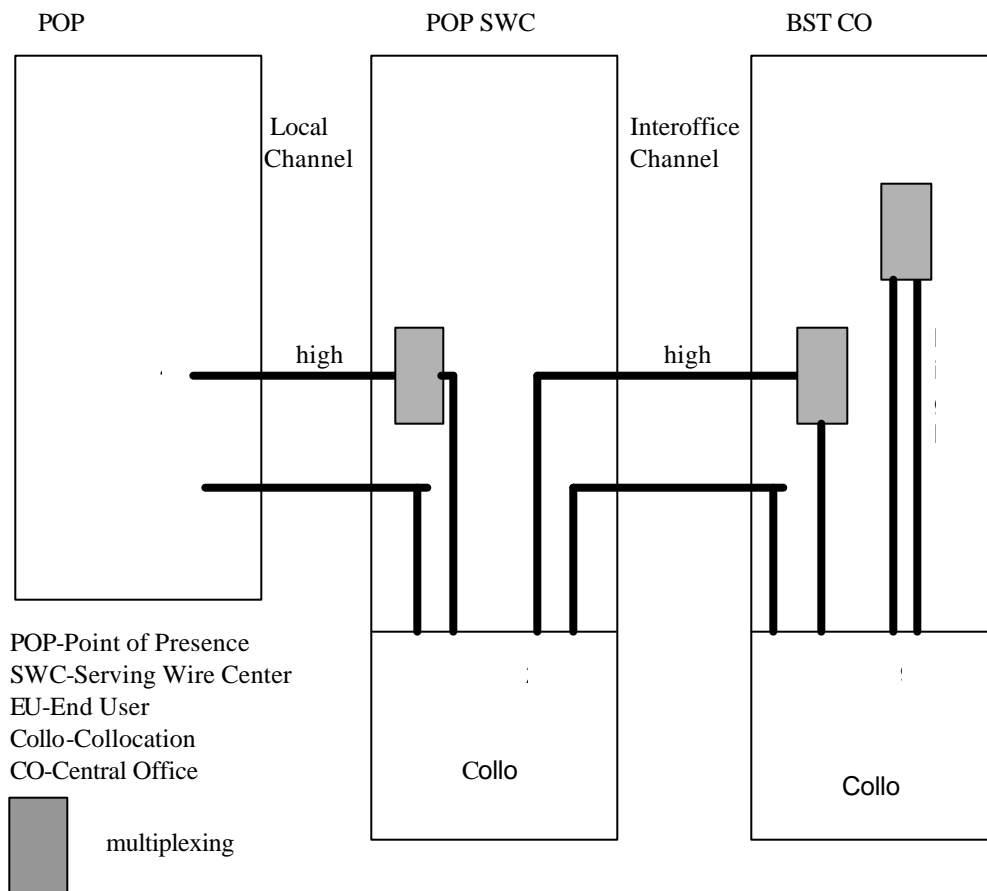 POP
POP SWC
BST CO
Local
Channel
Interoffice
Channel
high
high
POP-Point of Presence
SWC-Serving Wire Center
EU-End User
Collo-Collocation
CO-Central Office
Collo
Collo
multiplexing